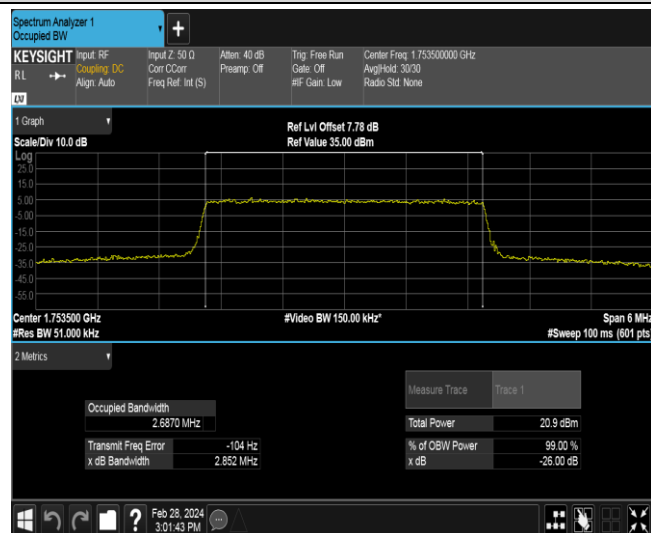 Spectrum Analyzer 1
Occupied BW
+
KEYSIGHT Input: RF Input Z: 50 Ω Atten: 40 dB Trig: Free Run Center Freq: 1.753500000 GHz
RL Coupling: DC Corr CCorr Preamp: Off Gate: Off Avg|Hold: 30/30
Align: Auto Freq Ref: Int (S) #IF Gain: Low Radio Std: None
LXI
1 Graph
Ref Lvl Offset 7.78 dB
Scale/Div 10.0 dB Ref Value 35.00 dBm
Log
25.0
15.0
5.00
-5.00
-15.0
-25.0
-35.0
-45.0
-55.0
Center 1.753500 GHz #Video BW 150.00 kHz* Span 6 MHz
#Res BW 51.000 kHz #Sweep 100 ms (601 pts
2 Metrics
Measure Trace Trace 1
Occupied Bandwidth
2.6870 MHz Total Power 20.9 dBm
Transmit Freq Error -104 Hz % of OBW Power 99.00 %
x dB Bandwidth 2.852 MHz x dB -26.00 dB
? Feb 28, 2024
3:01:43 PM